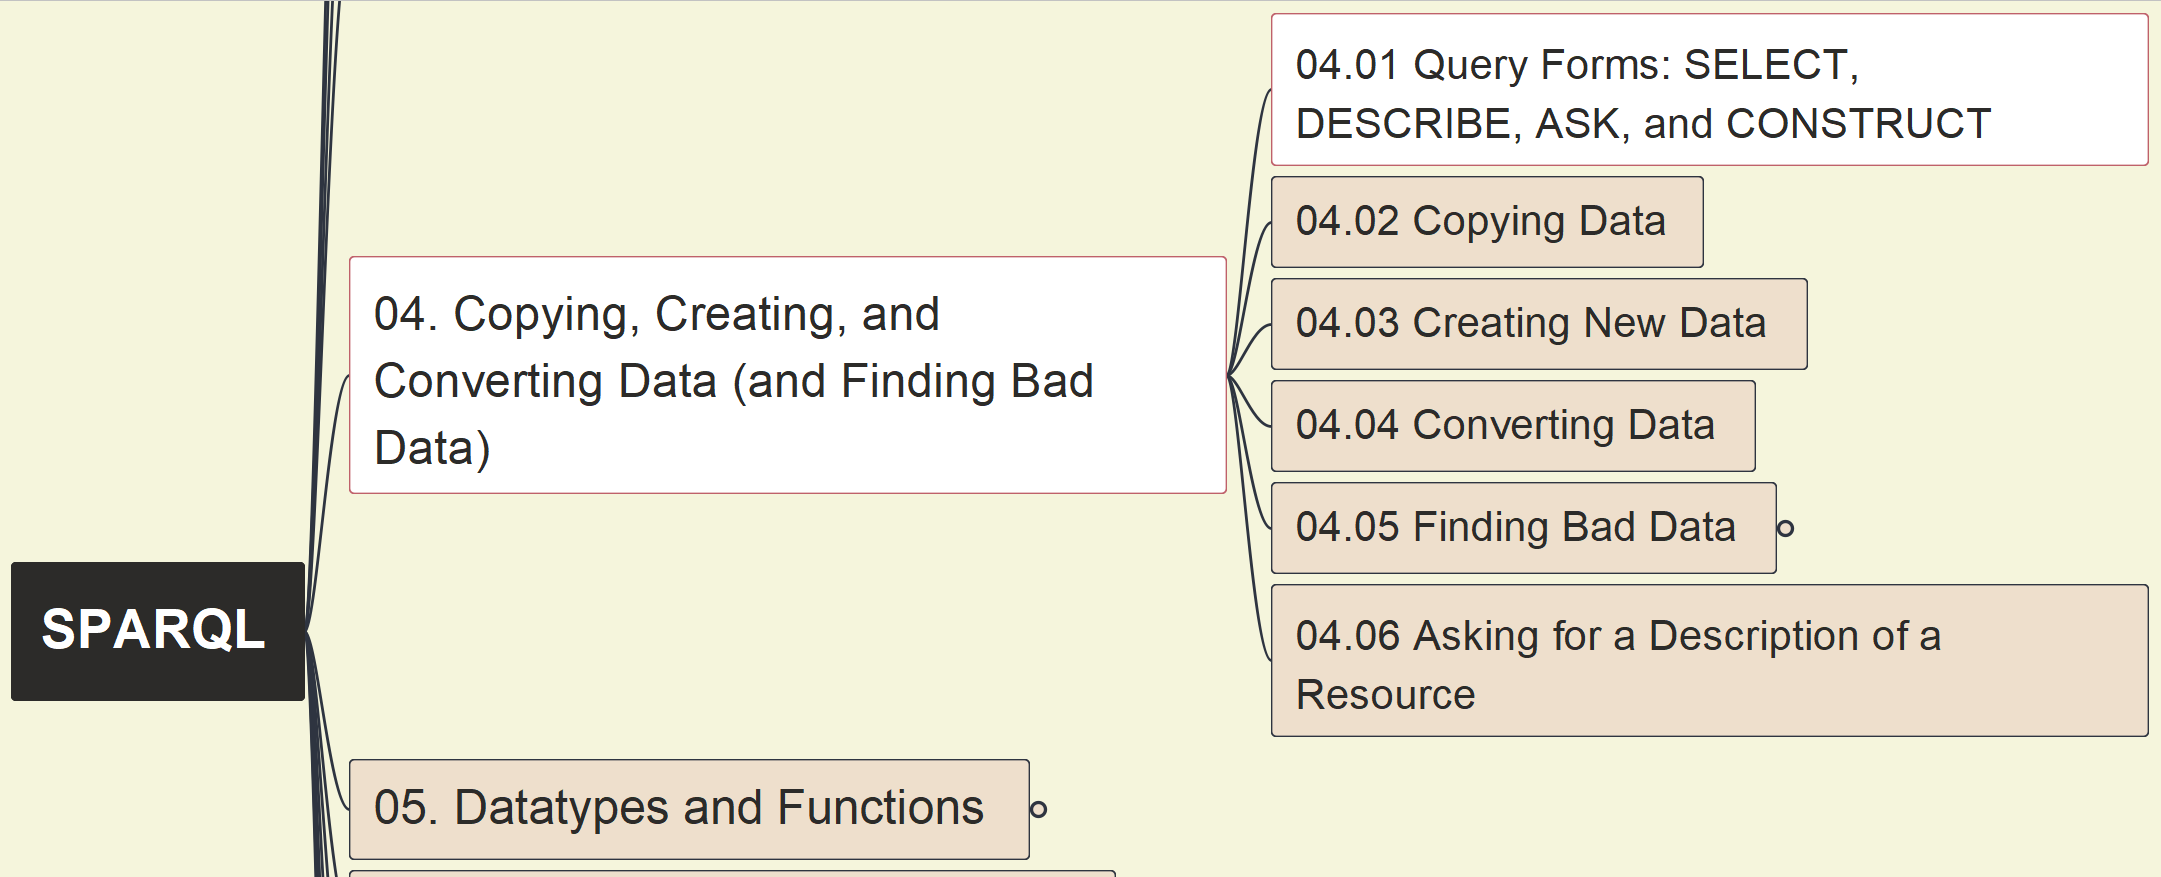 SPARQL
04. Copying, Creating, and
Converting Data (and Finding Bad
Data)
04.01 Query Forms: SELECT,
DESCRIBE, ASK, and CONSTRUCT
04.02 Copying Data
04.03 Creating New Data
04.04 Converting Data
04.05 Finding Bad Data
04.06 Asking for a Description of a
Resource
05. Datatypes and Functions